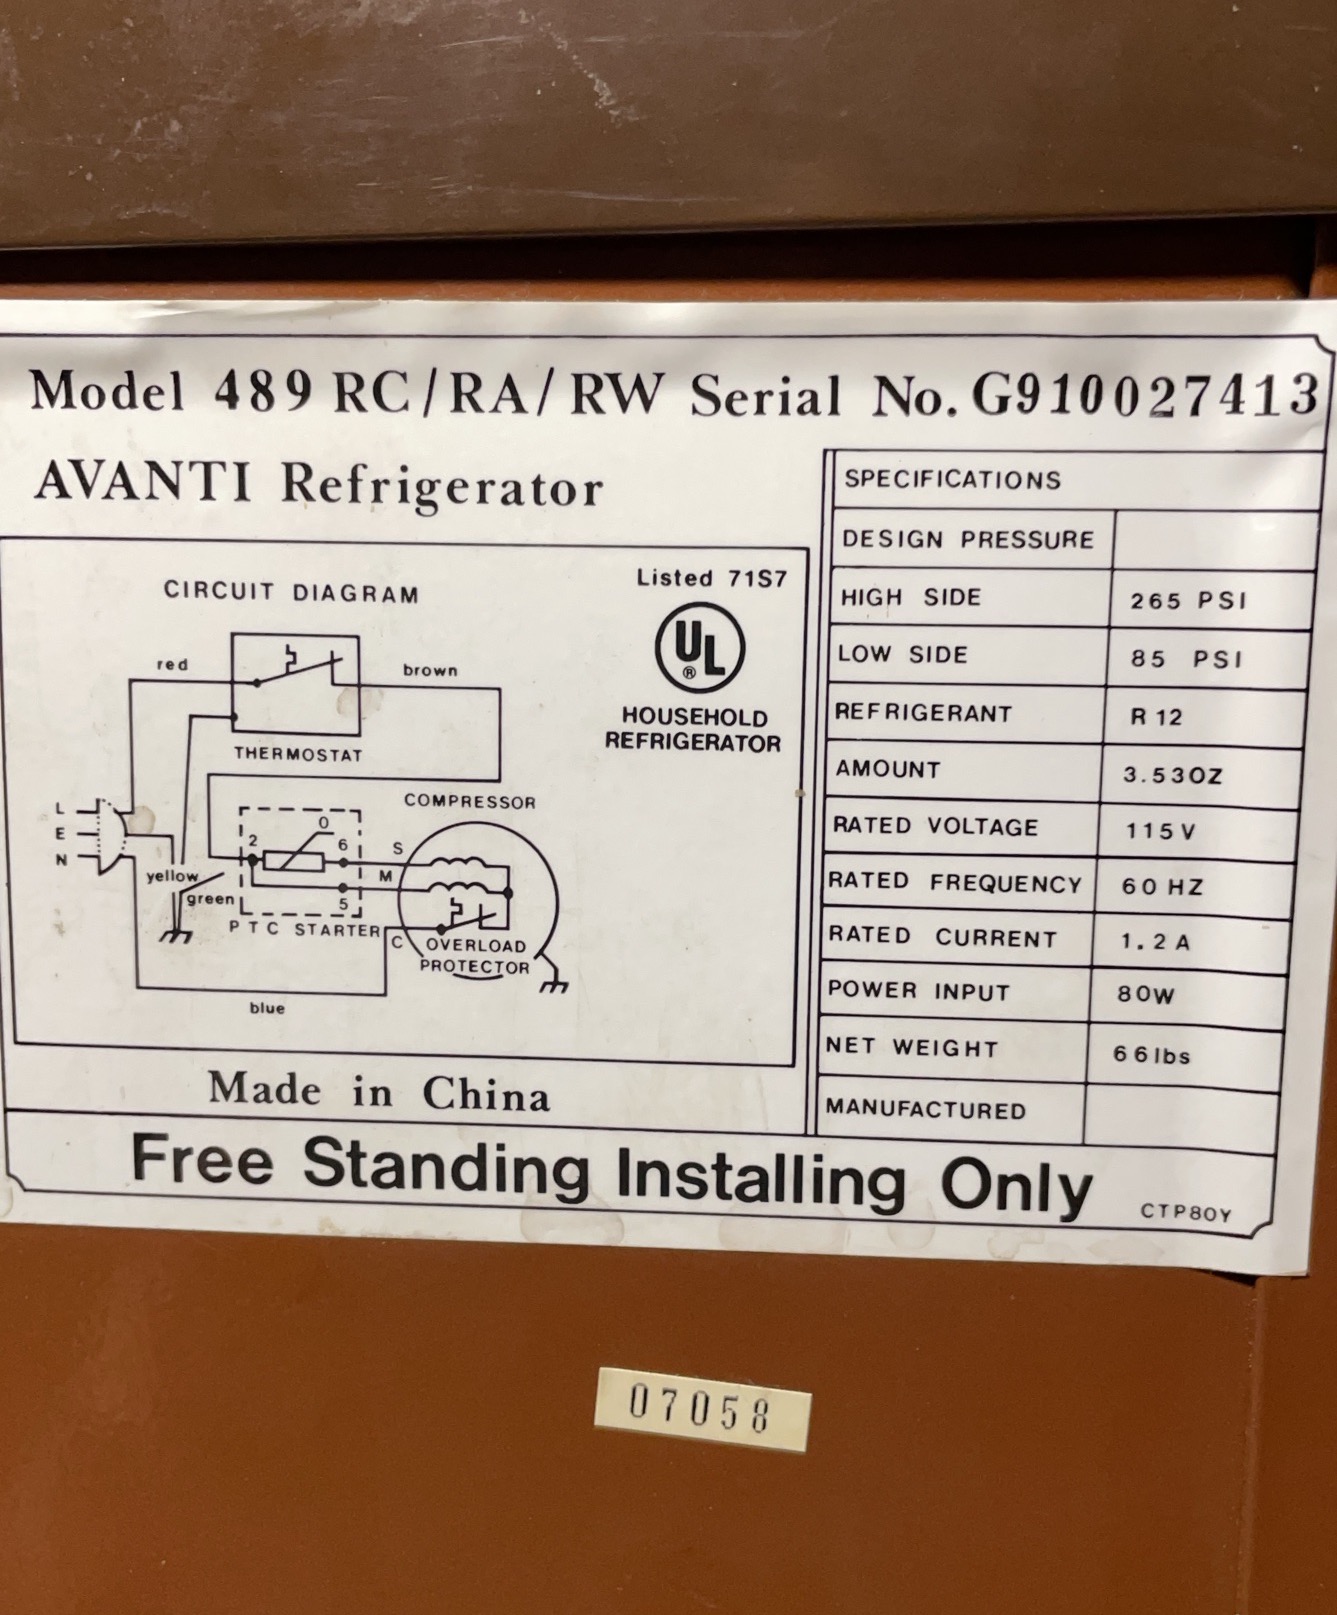 Model 489 RC/RA/RW Serial No. G910027413
AVANTI Refrigerator
CIRCUIT DIAGRAM
Listed 71S7
UL
®
HOUSEHOLD
REFRIGERATOR
red
brown
THERMOSTAT
COMPRESSOR
L
E
N
yellow
green
2
0
6
5
S
M
C
PTC STARTER
OVERLOAD
PROTECTOR
blue
Made in China
SPECIFICATIONS
DESIGN PRESSURE
HIGH SIDE 265 PSI
LOW SIDE 85 PSI
REFRIGERANT R 12
AMOUNT 3.53OZ
RATED VOLTAGE 115V
RATED FREQUENCY 60 HZ
RATED CURRENT 1.2 A
POWER INPUT 80W
NET WEIGHT 66lbs
MANUFACTURED
Free Standing Installing Only CTP80Y
07058